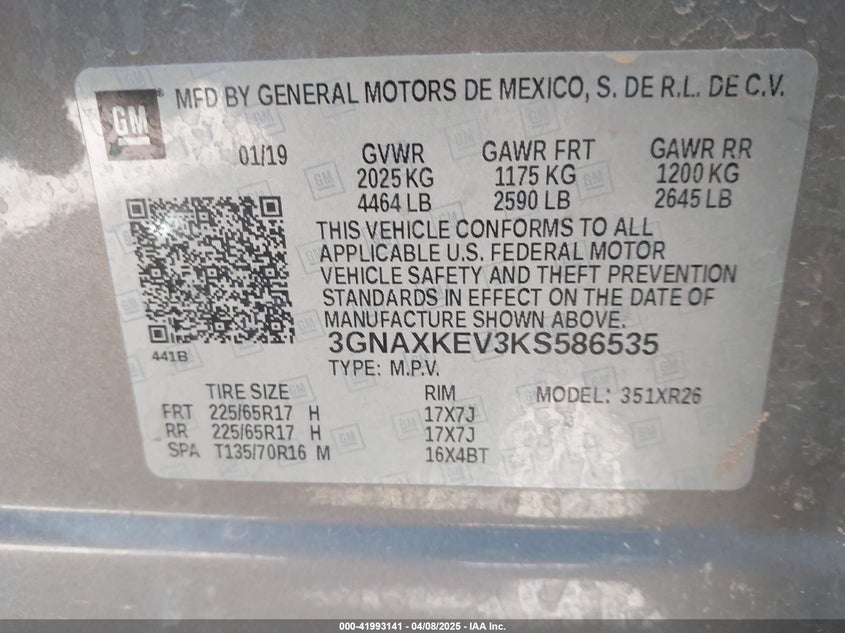 GM ® MFD BY GENERAL MOTORS DE MEXICO, S. DE R.L. DE C.V.
01/19 GVWR GAWR FRT GAWR RR
2025 KG 1175 KG 1200 KG
4464 LB 2590 LB 2645 LB
THIS VEHICLE CONFORMS TO ALL
APPLICABLE U.S. FEDERAL MOTOR
VEHICLE SAFETY AND THEFT PREVENTION
STANDARDS IN EFFECT ON THE DATE OF
MANUFACTURE SHOWN ABOVE.
441B 3GNAXKEV3KS586535
TYPE: M.P.V.
TIRE SIZE RIM MODEL: 351XR26
FRT 225/65R17 H 17X7J
RR 225/65R17 H 17X7J
SPA T135/70R16 M 16X4BT
000-41993141 - 04/08/2025 - IAA Inc.